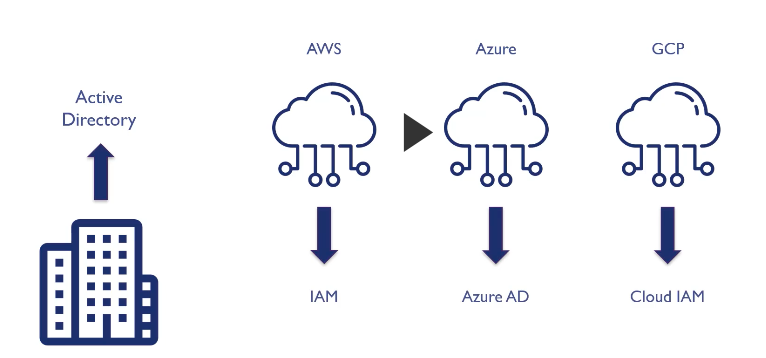 AWS
Azure
GCP
Active
Directory
IAM
Azure AD
Cloud IAM